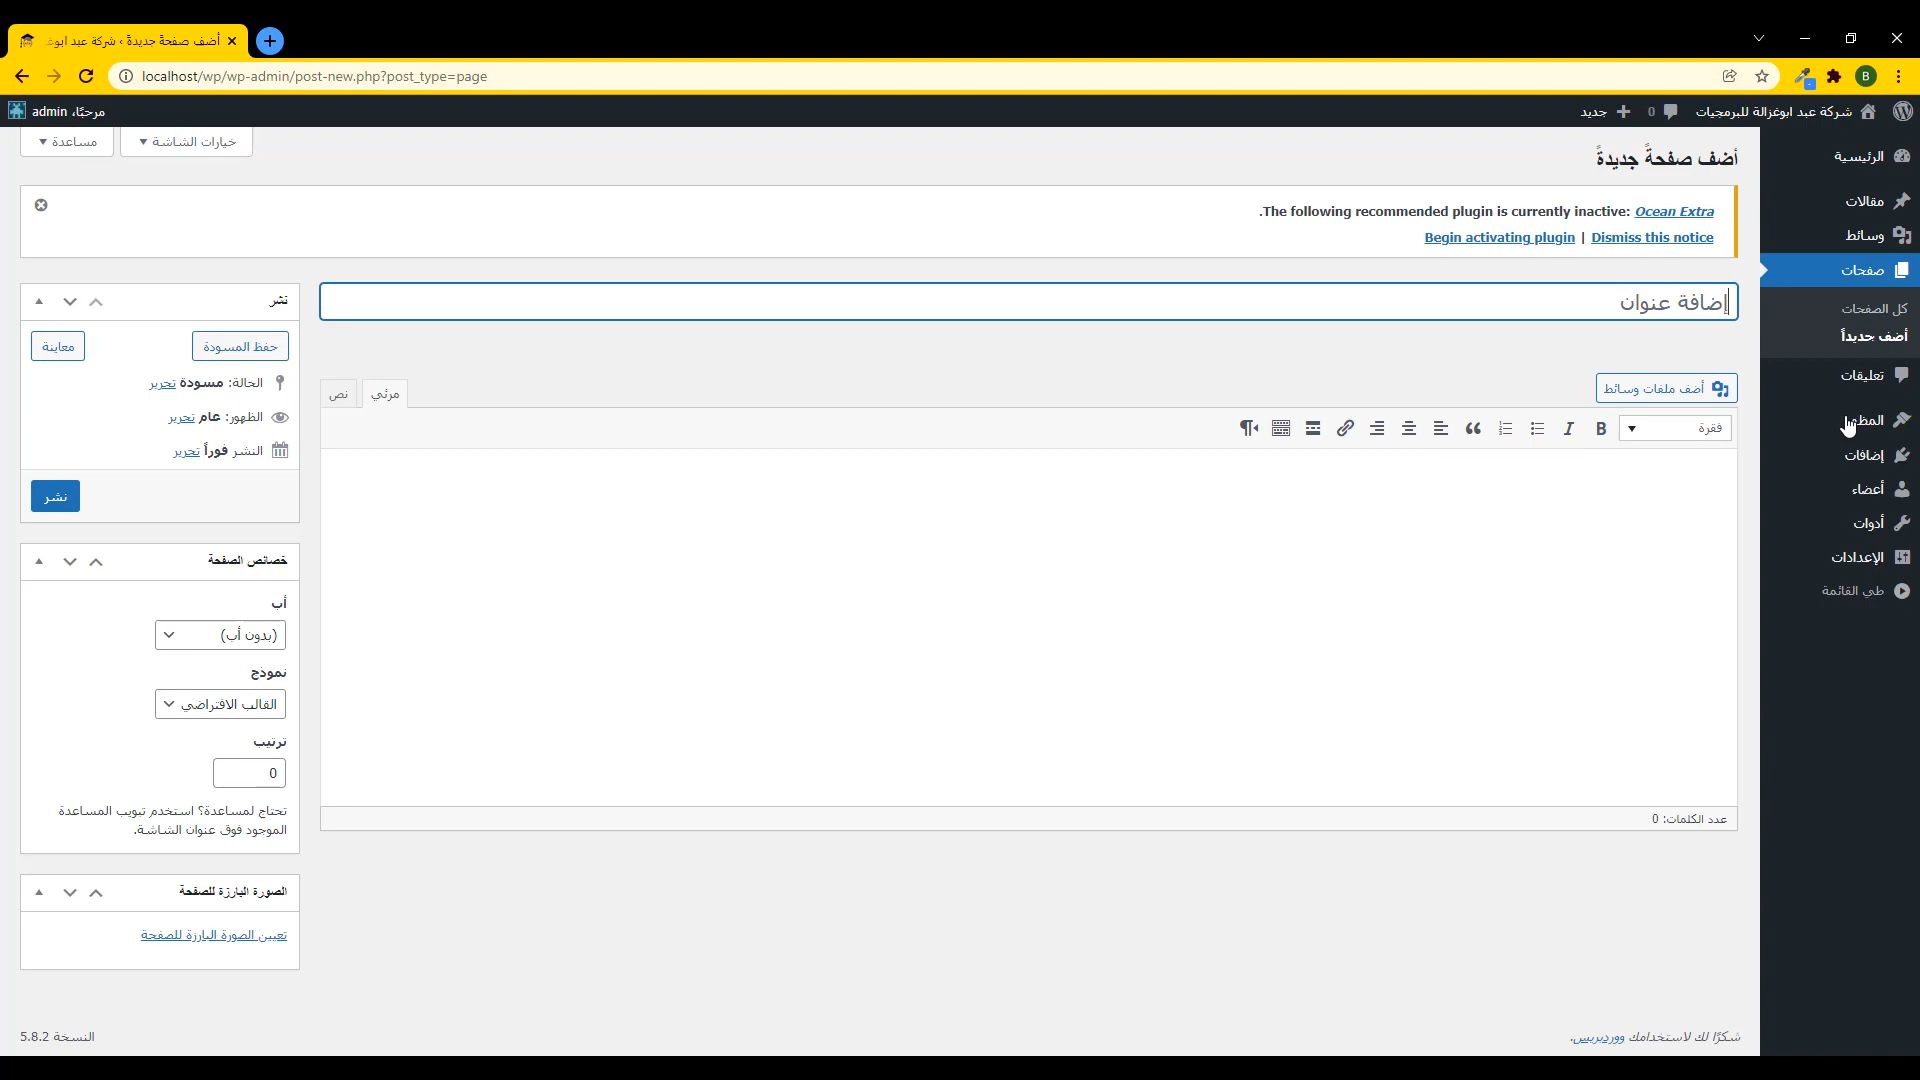 أضف صفحةً جديدةً ‹ شركة عبد ابوغ
localhost/wp/wp-admin/post-new.php?post_type=page
B
شركة عبد ابوغزالة للبرمجيات
0
جديد
مرحبًا، admin
الرئيسية
مقالات
وسائط
صفحات
كل الصفحات
أضف جديداً
تعليقات
المظهر
إضافات
أعضاء
أدوات
الإعدادات
طي القائمة
خيارات الشاشة
مساعدة
أضف صفحةً جديدةً
The following recommended plugin is currently inactive: Ocean Extra.
Begin activating plugin | Dismiss this notice
إضافة عنوان
أضف ملفات وسائط
مرئي
نص
فقرة
B
I
عدد الكلمات: 0
نشر
حفظ المسودة
معاينة
الحالة: مسودة تحرير
الظهور: عام تحرير
النشر فوراً تحرير
نشر
خصائص الصفحة
أب
(بدون أب)
نموذج
القالب الافتراضي
ترتيب
0
تحتاج لمساعدة؟ استخدم تبويب المساعدة
الموجود فوق عنوان الشاشة.
الصورة البارزة للصفحة
تعيين الصورة البارزة للصفحة
شكرًا لك لاستخدامك ووردبريس.
النسخة 5.8.2